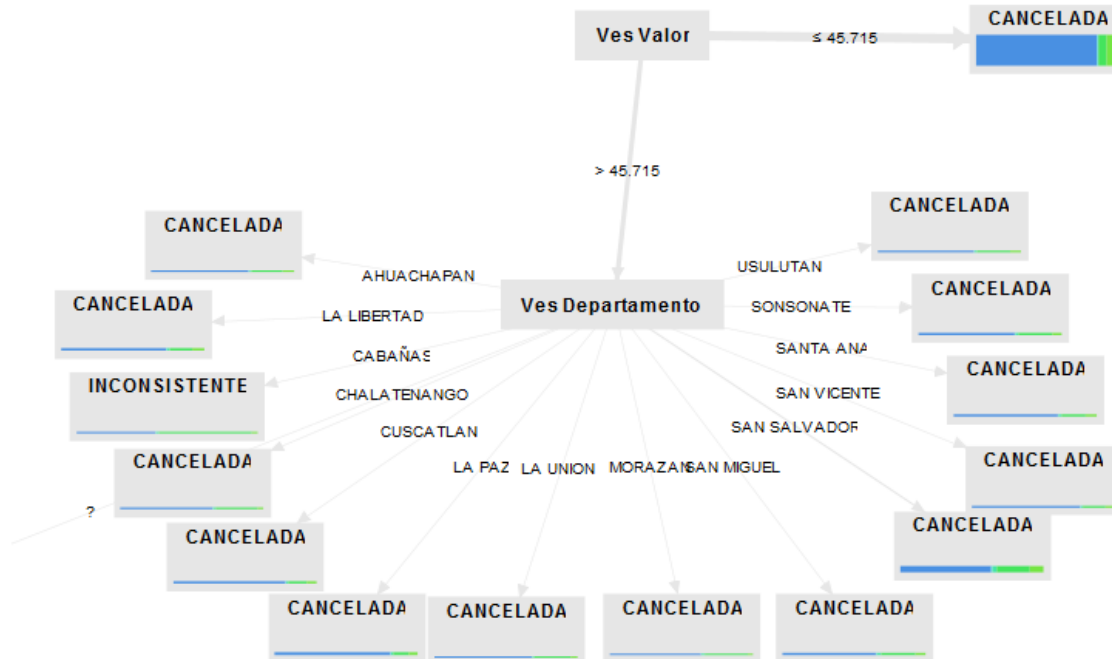 CANCELADA
Ves Valor
≤ 45.715
> 45.715
CANCELADA
CANCELADA
AHUACHAPAN
USULUTAN
CANCELADA
Ves Departamento
CANCELADA
LA LIBERTAD
SONSONATE
CABAÑAS
SANTA ANA
INCONSISTENTE
CANCELADA
CHALATENANGO
SAN VICENTE
CUSCATLAN
SAN SALVADOR
CANCELADA
CANCELADA
LA PAZ
LA UNION
MORAZAN
SAN MIGUEL
?
CANCELADA
CANCELADA
CANCELADA
CANCELADA
CANCELADA
CANCELADA